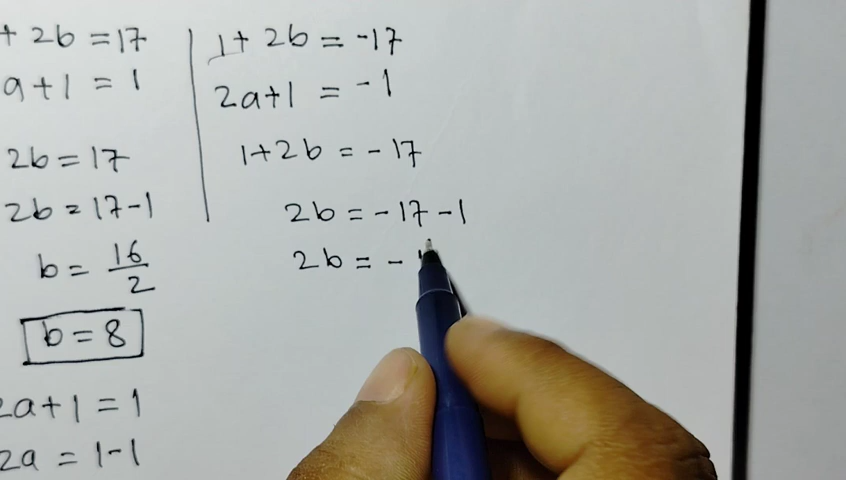 + 2b = 17
a + 1 = 1
2b = 17
2b = 17 - 1
b = 16/2
b = 8
2a + 1 = 1
2a = 1 - 1
1 + 2b = -17
2a + 1 = -1
1 + 2b = -17
2b = -17 - 1
2b = -